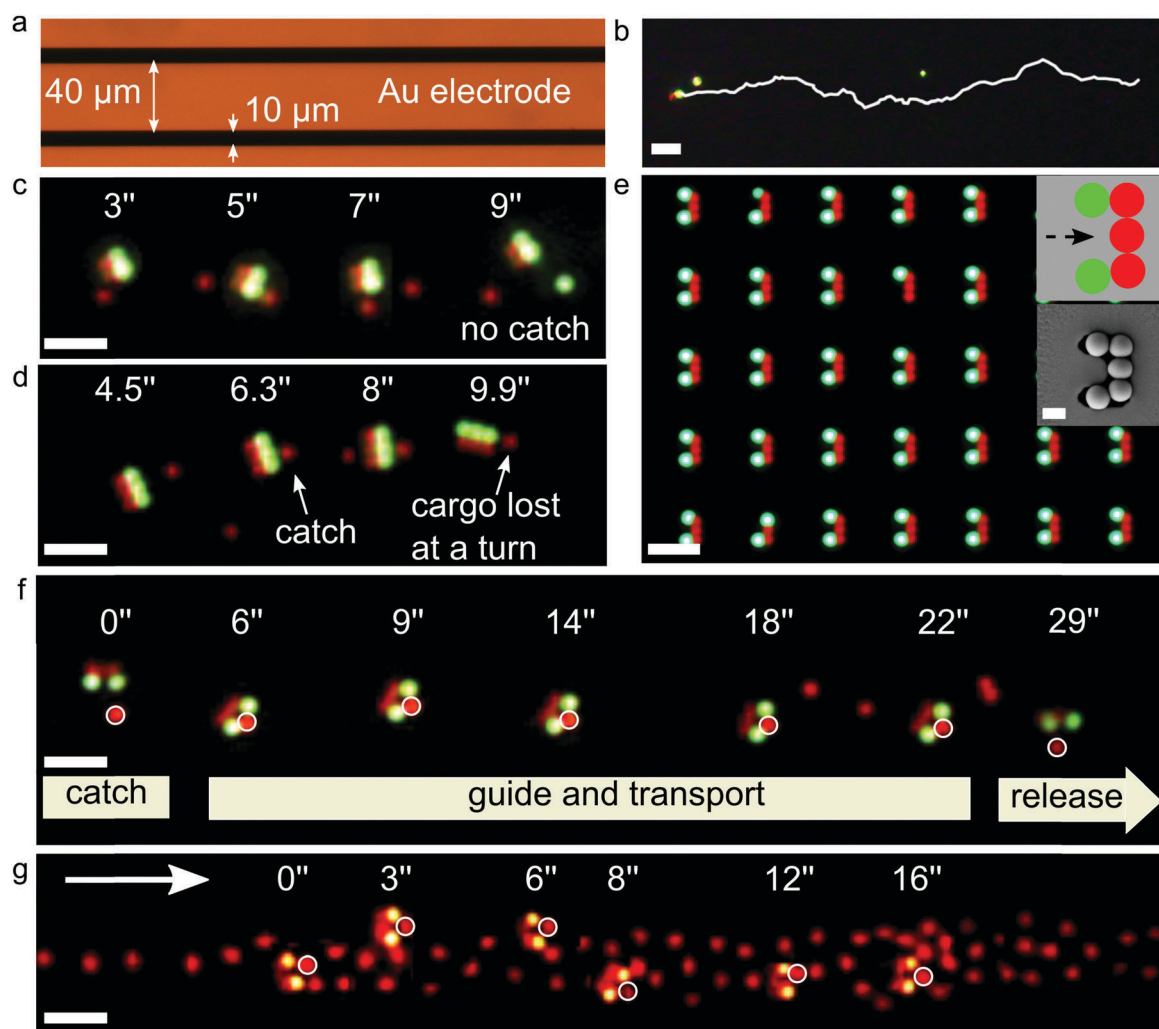 a
40 µm
10 µm
Au electrode
b
c
3"
5"
7"
9"
no catch
d
4.5"
6.3"
8"
9.9"
catch
cargo lost
at a turn
e
f
0"
6"
9"
14"
18"
22"
29"
catch
guide and transport
release
g
0"
3"
6"
8"
12"
16"